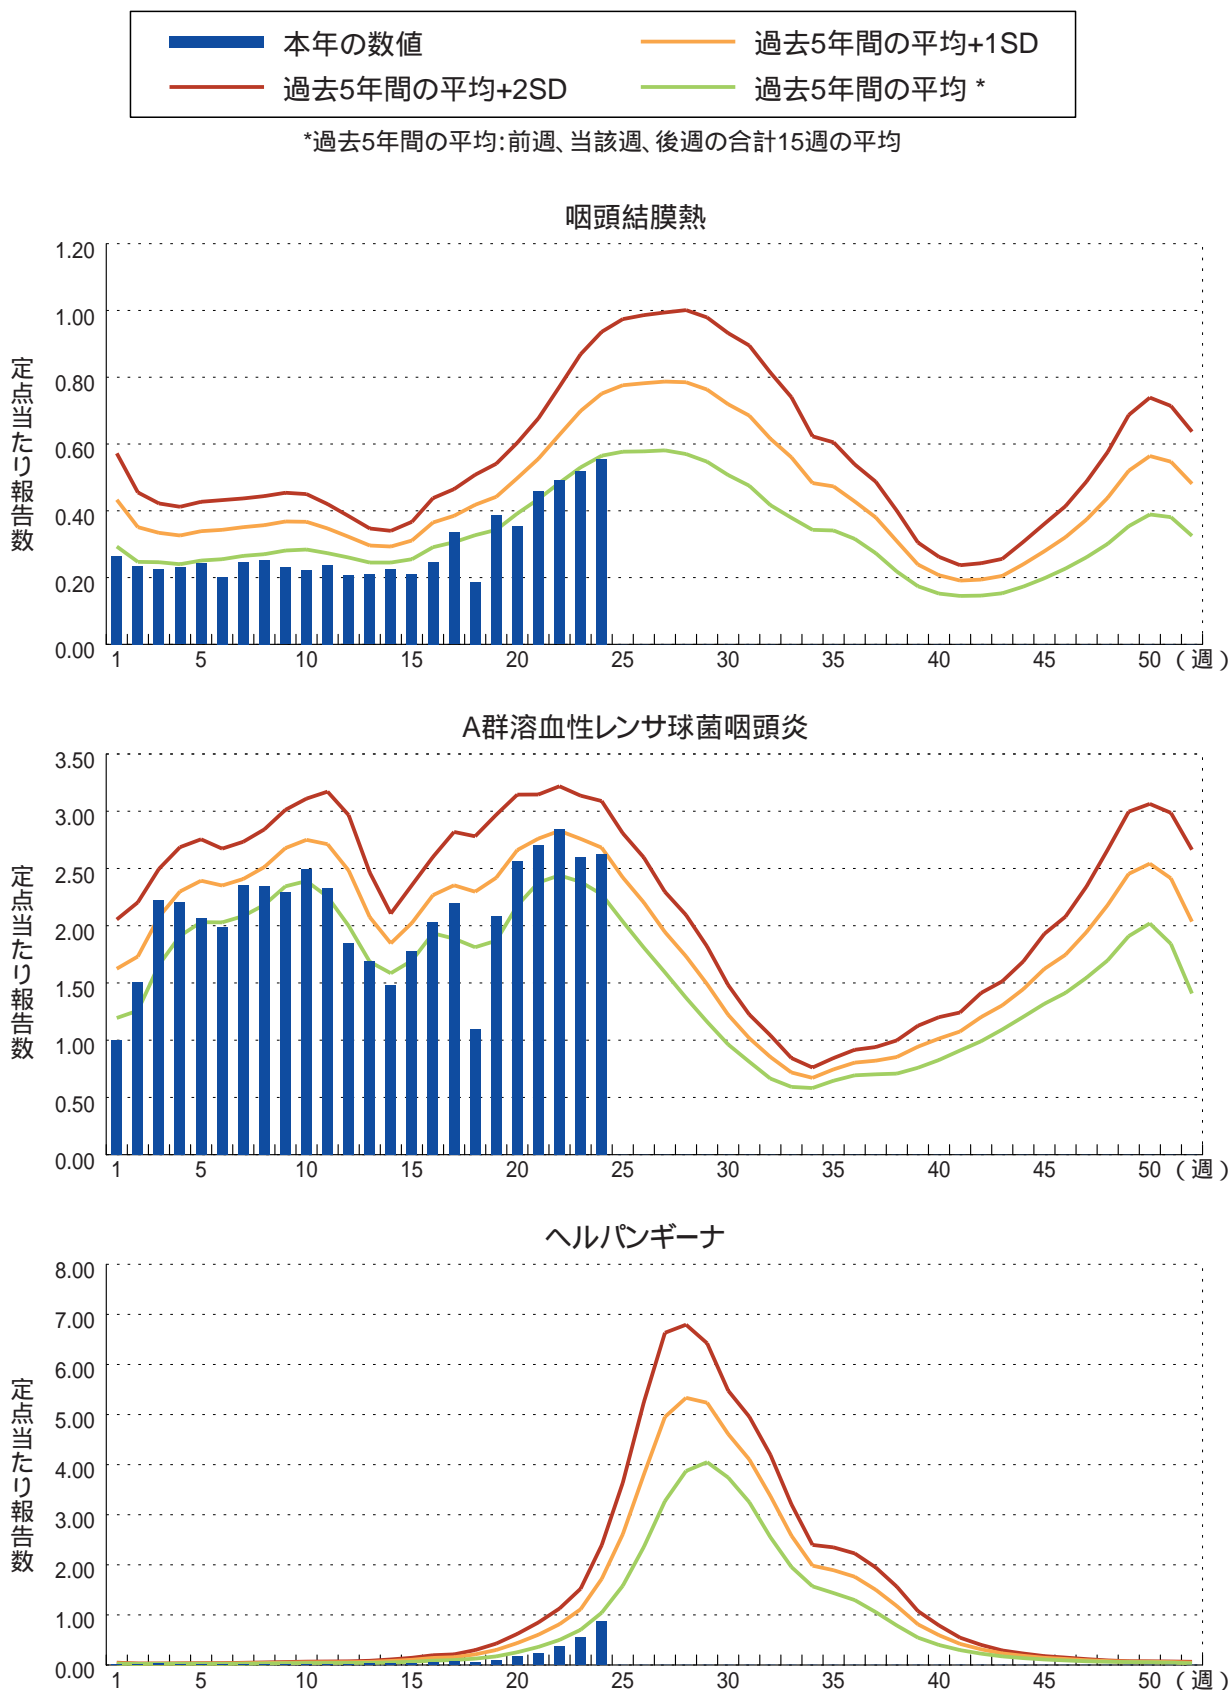 本年の数値 過去5年間の平均+1SD
過去5年間の平均+2SD 過去5年間の平均 *
*過去5年間の平均:前週、当該週、後週の合計15週の平均
咽頭結膜熱
定点当たり報告数
1.20
1.00
0.80
0.60
0.40
0.20
0.00
1 5 10 15 20 25 30 35 40 45 50 (週)
A群溶血性レンサ球菌咽頭炎
定点当たり報告数
3.50
3.00
2.50
2.00
1.50
1.00
0.50
0.00
1 5 10 15 20 25 30 35 40 45 50 (週)
ヘルパンギーナ
定点当たり報告数
8.00
7.00
6.00
5.00
4.00
3.00
2.00
1.00
0.00
1 5 10 15 20 25 30 35 40 45 50 (週)